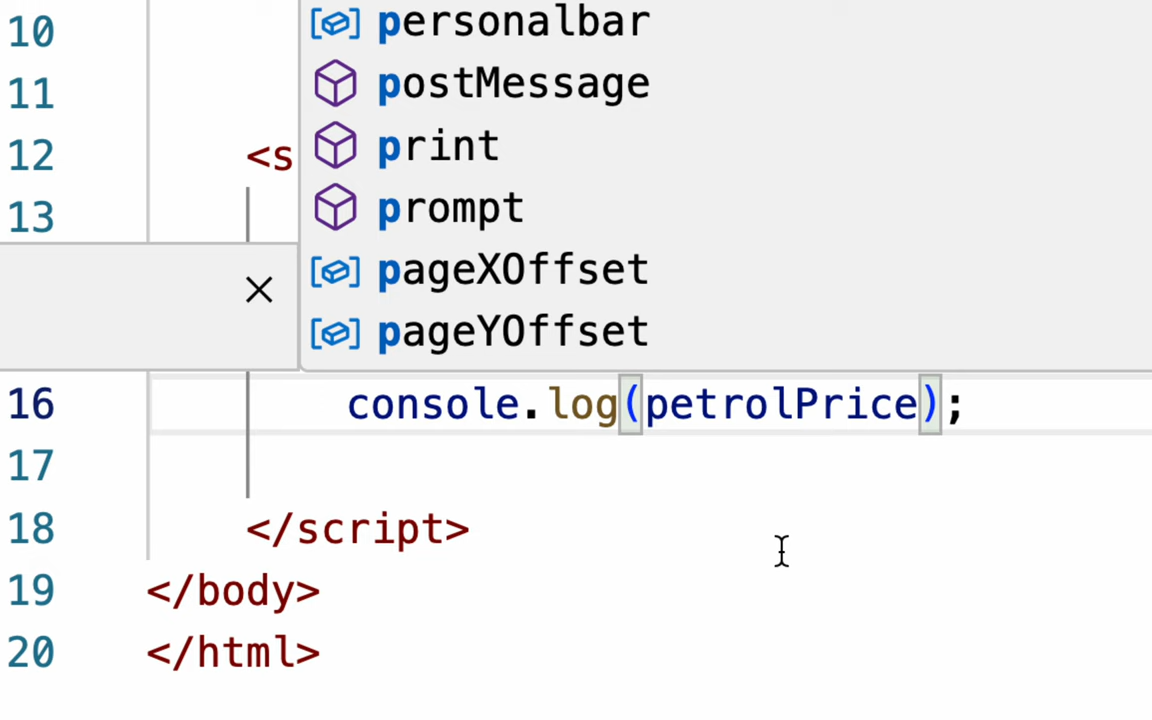 10 personalbar
11 postMessage
12 <s print
13 prompt
pageXOffset
pageYOffset
16 console.log(petrolPrice);
17
18 </script>
19 </body>
20 </html>